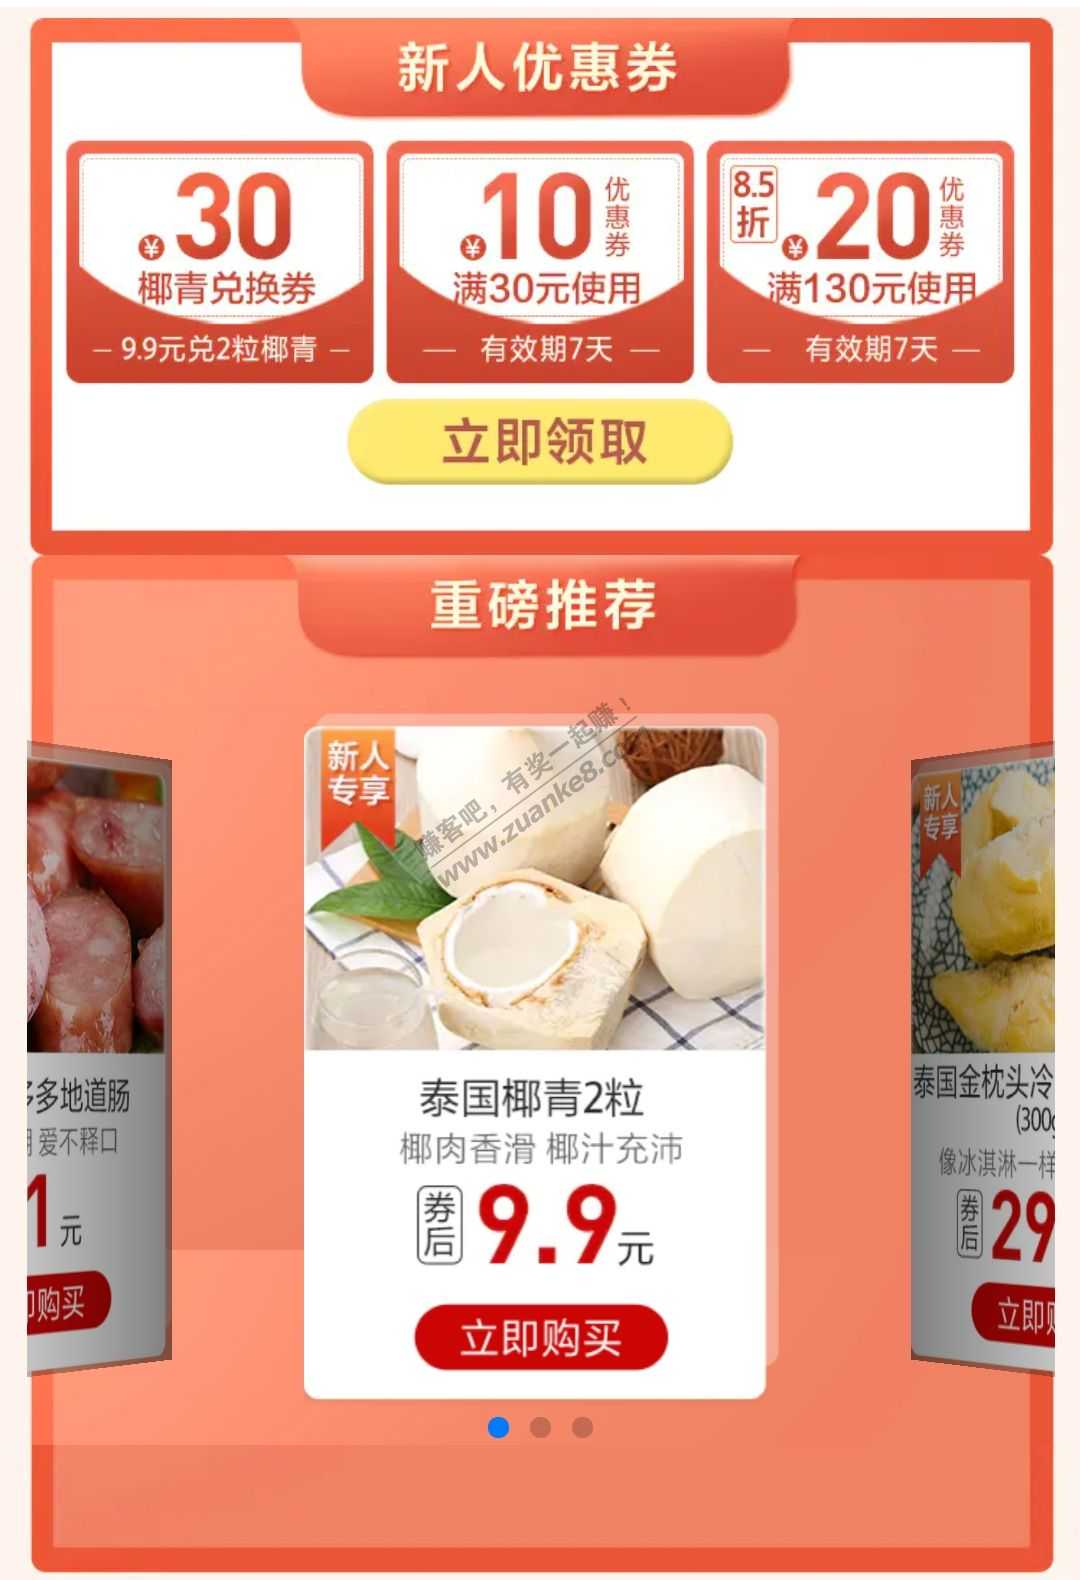 新人优惠券
¥30
椰青兑换券
9.9元兑2粒椰青
¥10优惠券
满30元使用
有效期7天
8.5折
¥20优惠券
满130元使用
有效期7天
立即领取
重磅推荐
新人
专享
赚客吧，有奖一起赚！
www.zuanke8.com
泰国椰青2粒
椰肉香滑 椰汁充沛
券后9.9元
立即购买
多地道肠
爱不释口
1元
购买
新人
专享
泰国金枕头冷
(300g
像冰淇淋一样
券后29
立即